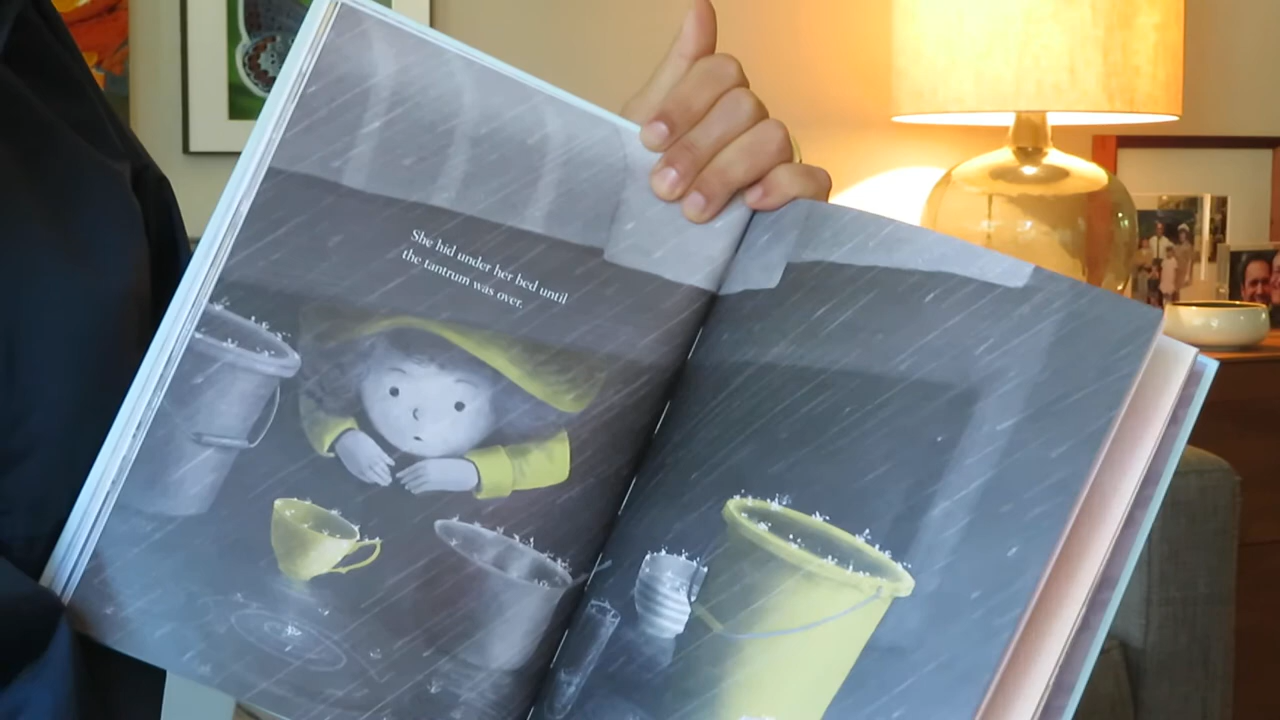 She hid under her bed until
the tantrum was over.